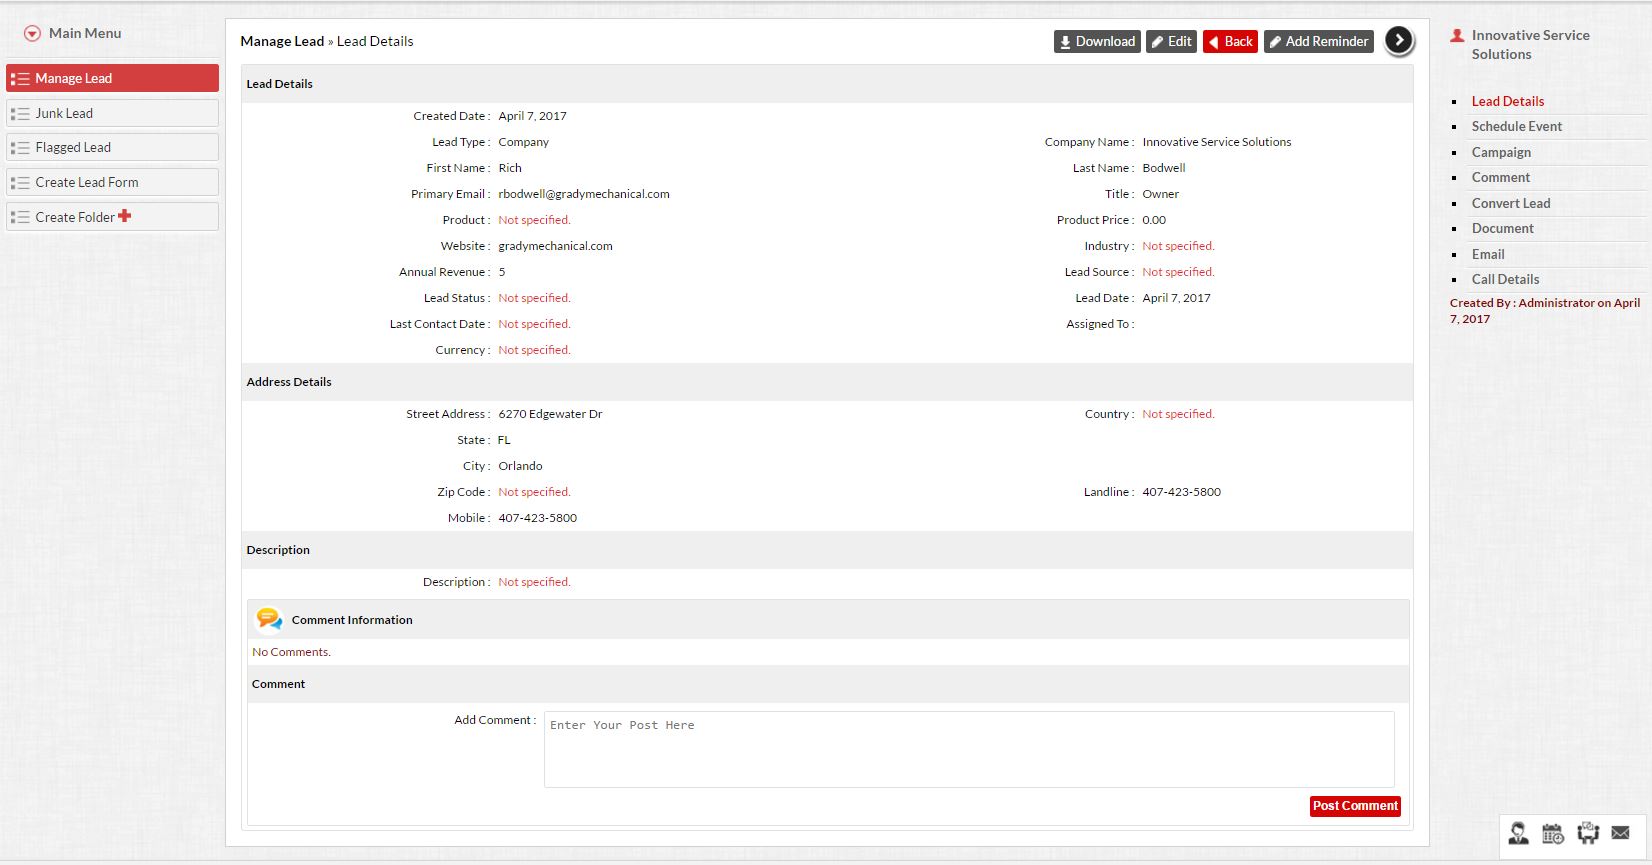 Main Menu
Manage Lead
Junk Lead
Flagged Lead
Create Lead Form
Create Folder
Manage Lead » Lead Details
Download Edit Back Add Reminder
Lead Details
Created Date : April 7, 2017
Lead Type : Company Company Name : Innovative Service Solutions
First Name : Rich Last Name : Bodwell
Primary Email : rbodwell@gradymechanical.com Title : Owner
Product : Not specified. Product Price : 0.00
Website : gradymechanical.com Industry : Not specified.
Annual Revenue : 5 Lead Source : Not specified.
Lead Status : Not specified. Lead Date : April 7, 2017
Last Contact Date : Not specified. Assigned To :
Currency : Not specified.
Address Details
Street Address : 6270 Edgewater Dr Country : Not specified.
State : FL
City : Orlando
Zip Code : Not specified. Landline : 407-423-5800
Mobile : 407-423-5800
Description
Description : Not specified.
Comment Information
No Comments.
Comment
Add Comment : Enter Your Post Here
Post Comment
Innovative Service
Solutions
Lead Details
Schedule Event
Campaign
Comment
Convert Lead
Document
Email
Call Details
Created By : Administrator on April
7, 2017